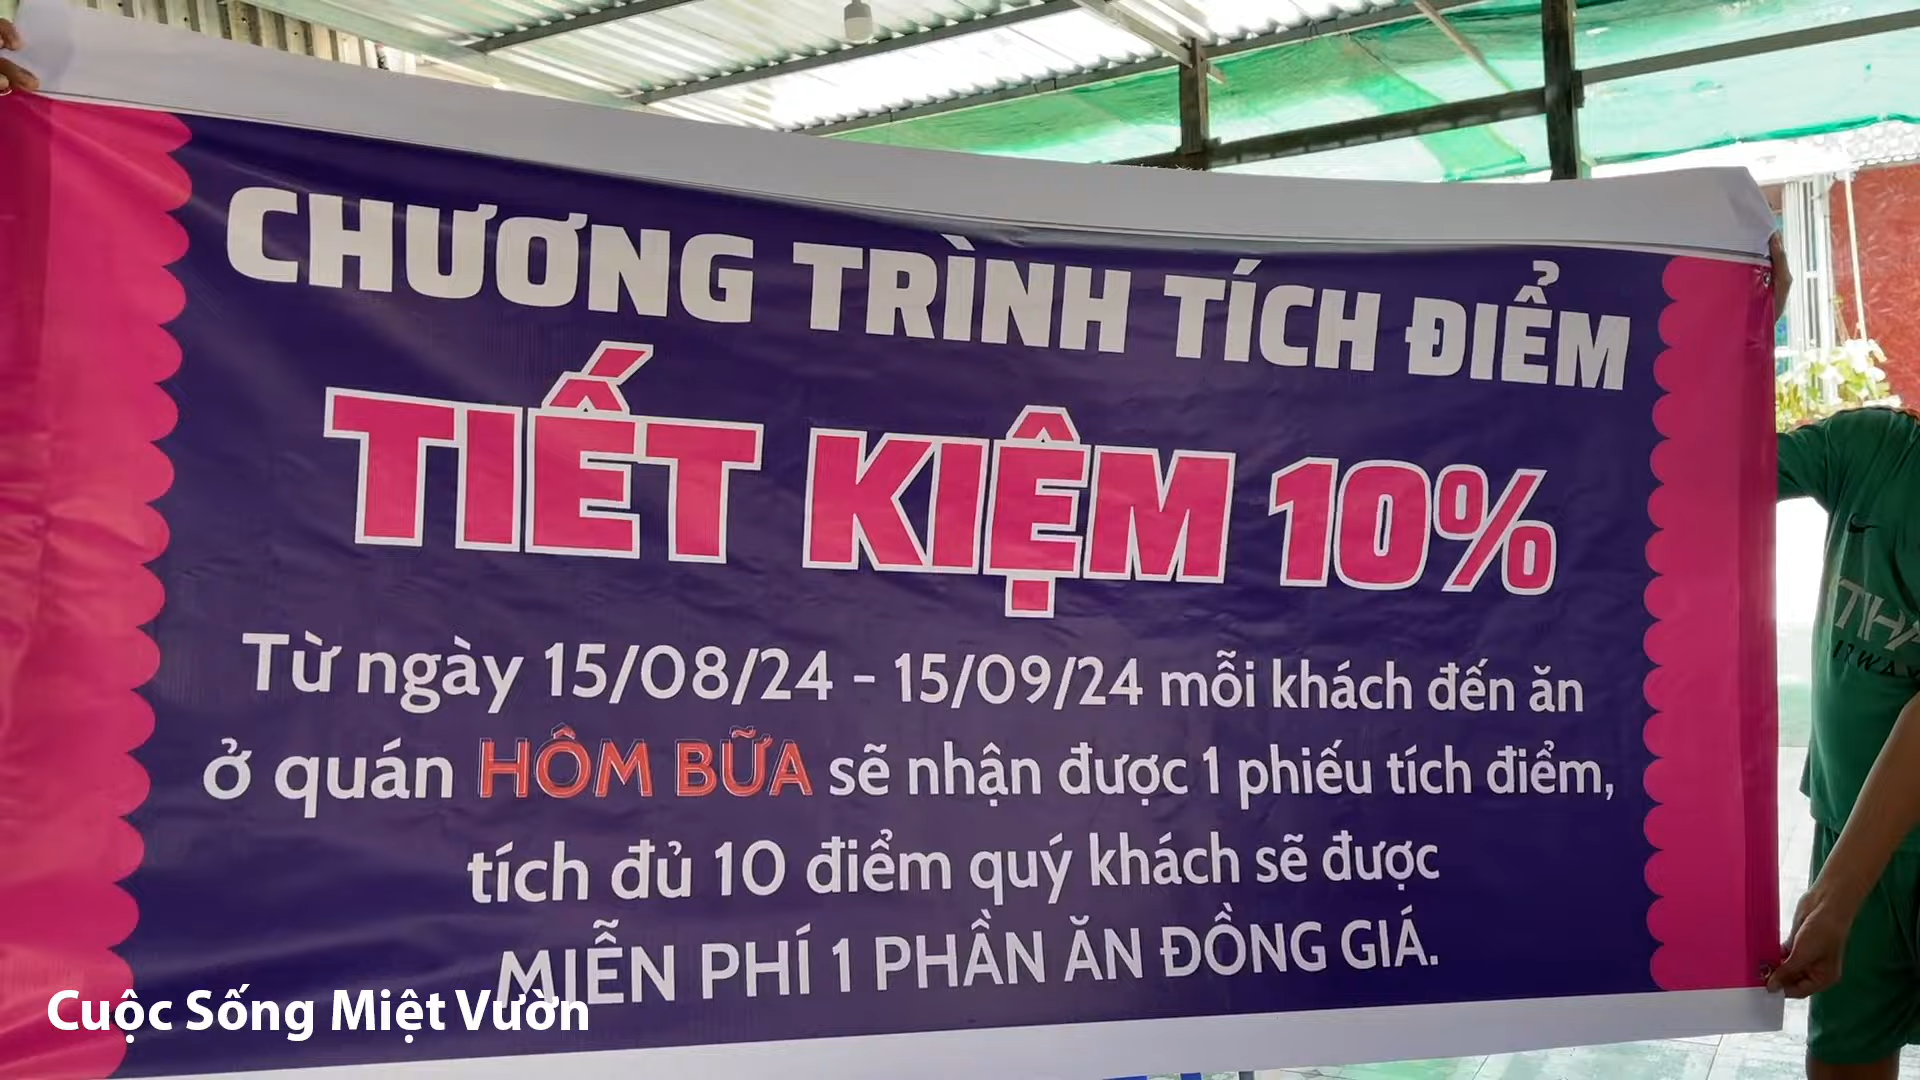 CHƯƠNG TRÌNH TÍCH ĐIỂM
TIẾT KIỆM 10%
Từ ngày 15/08/24 - 15/09/24 mỗi khách đến ăn
ở quán HÔM BỮA sẽ nhận được 1 phiếu tích điểm,
tích đủ 10 điểm quý khách sẽ được
MIỄN PHÍ 1 PHẦN ĂN ĐỒNG GIÁ.
Cuộc Sống Miệt Vườn